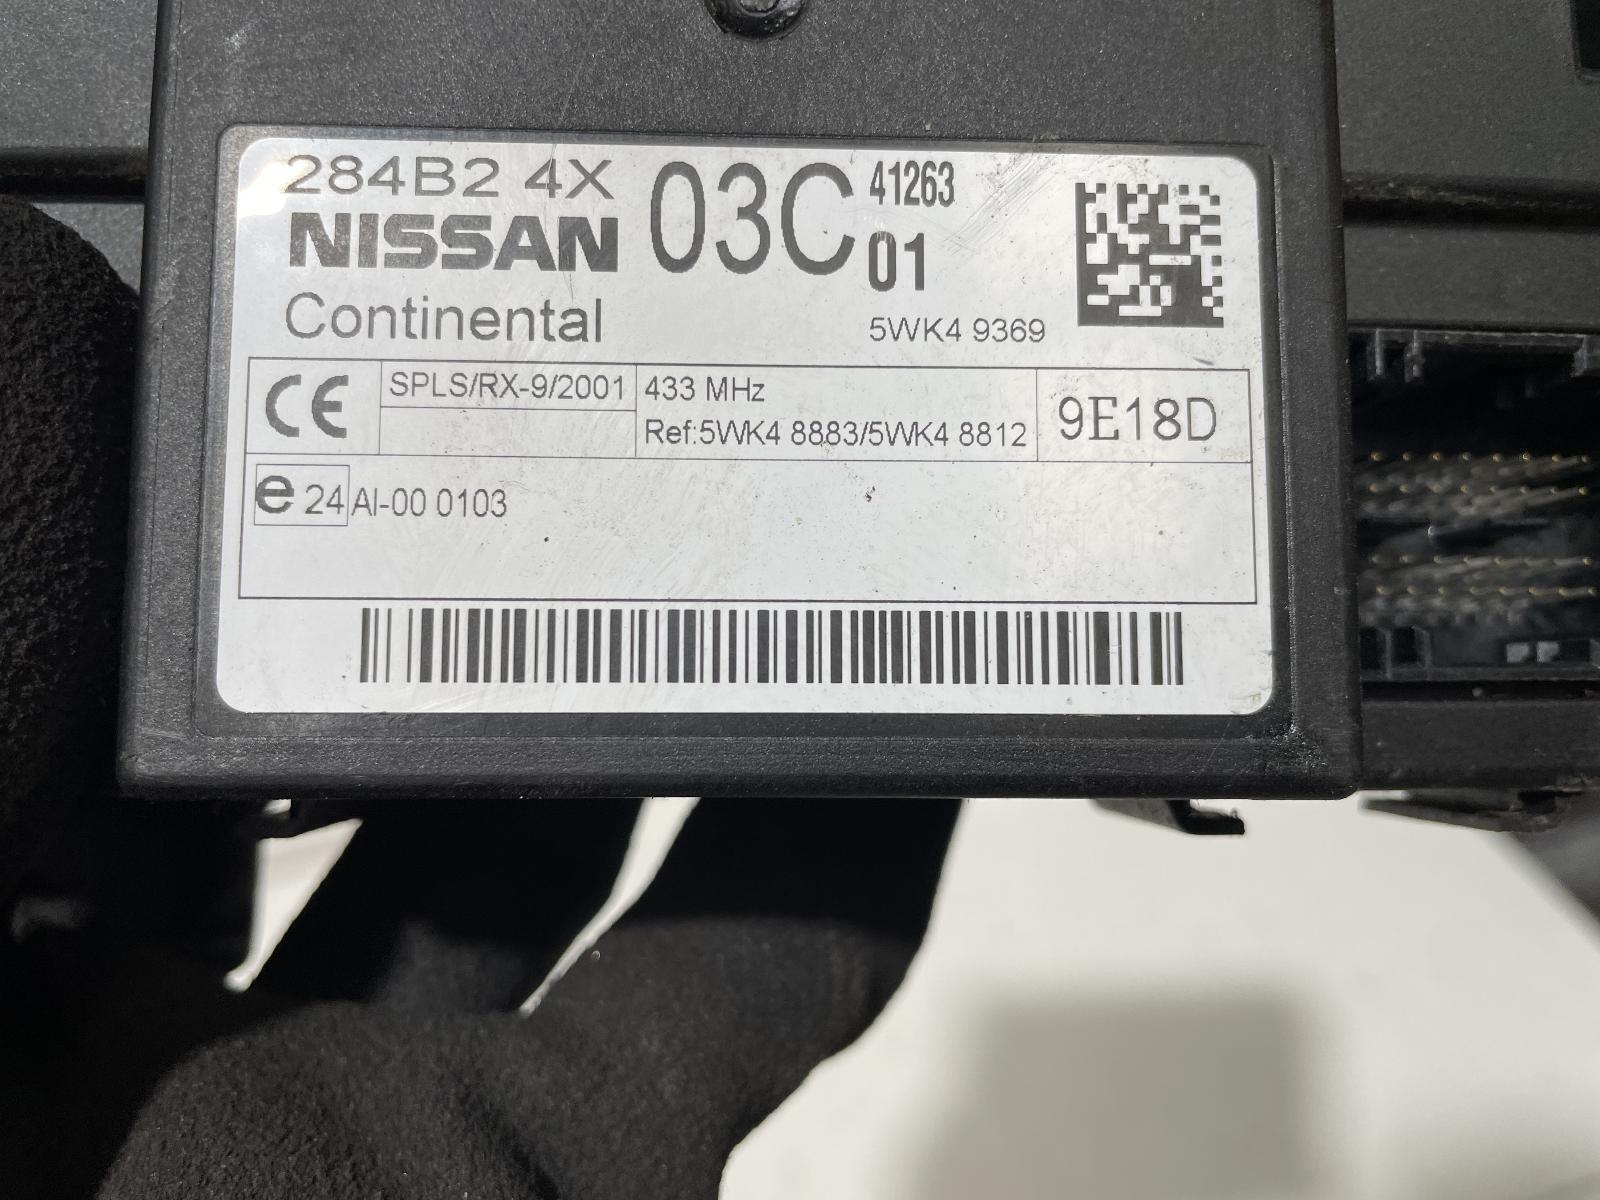 284B2 4X 03C 41263
NISSAN 01
Continental 5WK4 9369
CE SPLS/RX-9/2001 433 MHz 9E18D
Ref:5WK4 8883/5WK4 8812
e 24 AI-00 0103